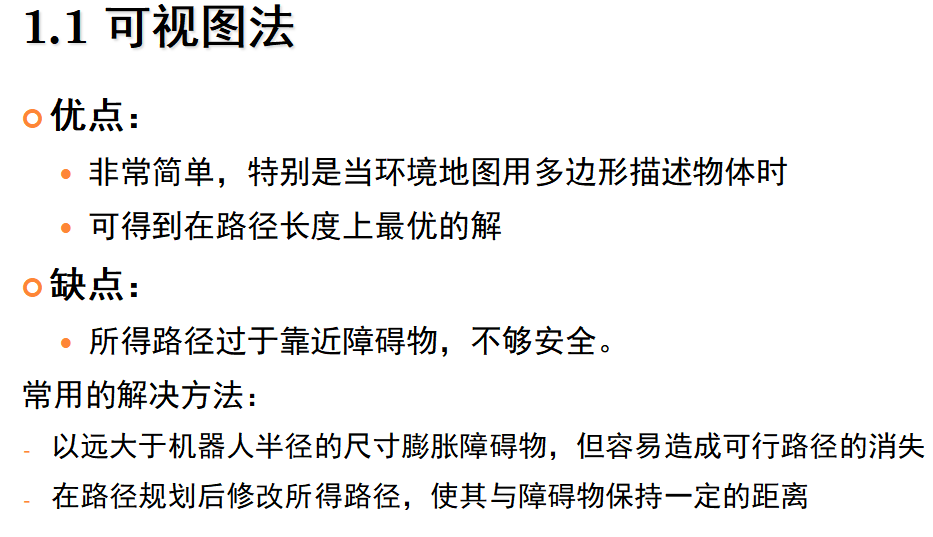 1.1 可视图法
优点：
非常简单，特别是当环境地图用多边形描述物体时
可得到在路径长度上最优的解
缺点：
所得路径过于靠近障碍物，不够安全。
常用的解决方法：
- 以远大于机器人半径的尺寸膨胀障碍物，但容易造成可行路径的消失
- 在路径规划后修改所得路径，使其与障碍物保持一定的距离